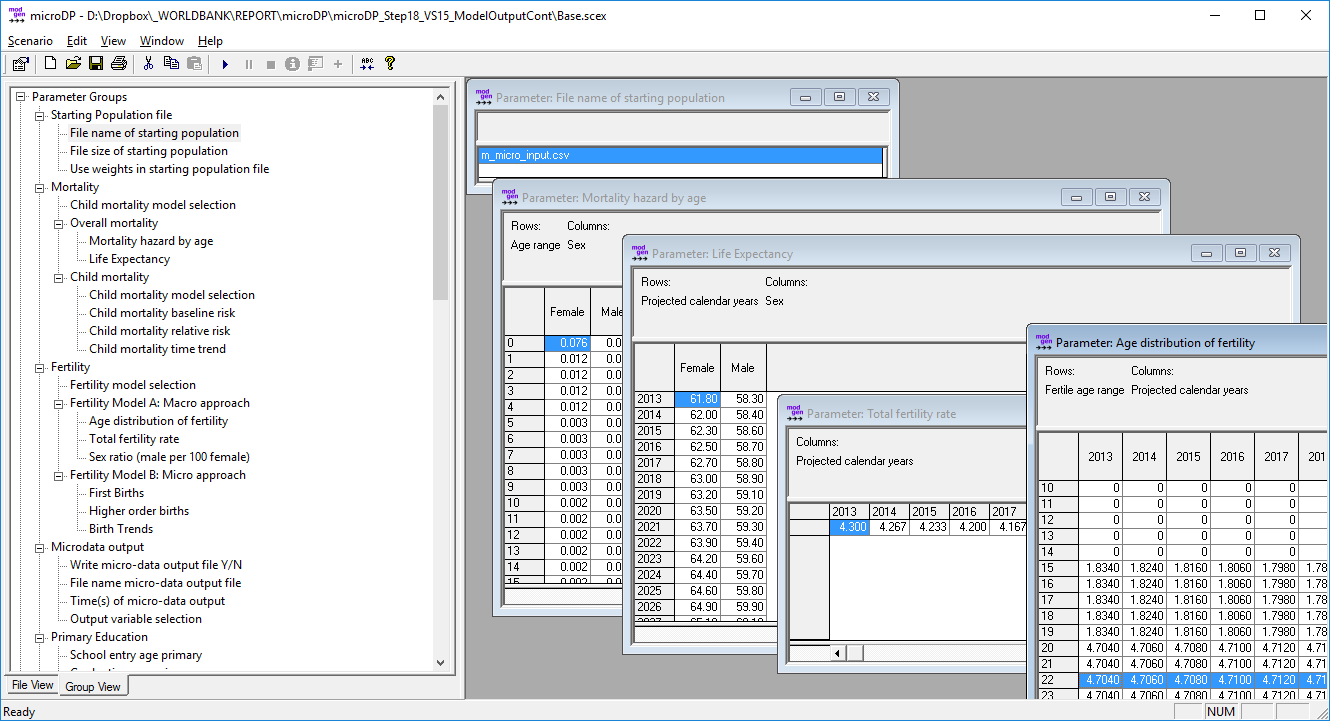 microDP - D:\Dropbox\_WORLDBANK\REPORT\microDP\microDP_Step18_VS15_ModelOutputCont\Base.scex
Scenario Edit View Window Help
Parameter Groups
Starting Population file
File name of starting population
File size of starting population
Use weights in starting population file
Mortality
Child mortality model selection
Overall mortality
Mortality hazard by age
Life Expectancy
Child mortality
Child mortality model selection
Child mortality baseline risk
Child mortality relative risk
Child mortality time trend
Fertility
Fertility model selection
Fertility Model A: Macro approach
Age distribution of fertility
Total fertility rate
Sex ratio (male per 100 female)
Fertility Model B: Micro approach
First Births
Higher order births
Birth Trends
Microdata output
Write micro-data output file Y/N
File name micro-data output file
Time(s) of micro-data output
Output variable selection
Primary Education
School entry age primary
File View Group View
Parameter: File name of starting population
m_micro_input.csv
Parameter: Mortality hazard by age
Rows: Columns:
Age range Sex
Female Male
0 0.076 0.0
1 0.012 0.0
2 0.012 0.0
3 0.012 0.0
4 0.012 0.0
5 0.003 0.0
6 0.003 0.0
7 0.003 0.0
8 0.003 0.0
9 0.003 0.0
10 0.002 0.0
11 0.002 0.0
12 0.002 0.0
13 0.002 0.0
14 0.002 0.0
15 0.002 0.0
Parameter: Life Expectancy
Rows: Columns:
Projected calendar years Sex
Female Male
2013 61.80 58.30
2014 62.00 58.40
2015 62.30 58.60
2016 62.50 58.70
2017 62.70 58.80
2018 63.00 58.90
2019 63.20 59.10
2020 63.50 59.20
2021 63.70 59.30
2022 63.90 59.40
2023 64.20 59.60
2024 64.40 59.70
2025 64.60 59.80
2026 64.90 59.90
Parameter: Total fertility rate
Columns:
Projected calendar years
2013 2014 2015 2016 2017
4.300 4.267 4.233 4.200 4.167
Parameter: Age distribution of fertility
Rows: Columns:
Fertile age range Projected calendar years
2013 2014 2015 2016 2017 201
10 0 0 0 0 0
11 0 0 0 0 0
12 0 0 0 0 0
13 0 0 0 0 0
14 0 0 0 0 0
15 1.8340 1.8240 1.8160 1.8060 1.7980 1.78
16 1.8340 1.8240 1.8160 1.8060 1.7980 1.78
17 1.8340 1.8240 1.8160 1.8060 1.7980 1.78
18 1.8340 1.8240 1.8160 1.8060 1.7980 1.78
19 1.8340 1.8240 1.8160 1.8060 1.7980 1.78
20 4.7040 4.7060 4.7080 4.7100 4.7120 4.71
21 4.7040 4.7060 4.7080 4.7100 4.7120 4.71
22 4.7040 4.7060 4.7080 4.7100 4.7120 4.71
23 4.7040 4.7060 4.7080 4.7100 4.7120 4.71
Ready
NUM